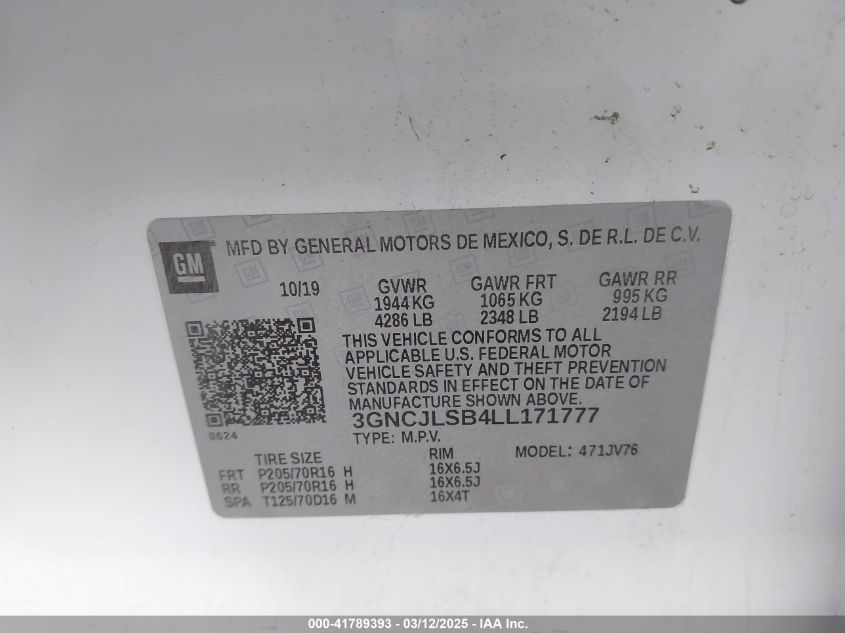 GM ® MFD BY GENERAL MOTORS DE MEXICO, S. DE R.L. DE C.V.
10/19 GVWR GAWR FRT GAWR RR
1944 KG 1065 KG 995 KG
4286 LB 2348 LB 2194 LB
THIS VEHICLE CONFORMS TO ALL
APPLICABLE U.S. FEDERAL MOTOR
VEHICLE SAFETY AND THEFT PREVENTION
STANDARDS IN EFFECT ON THE DATE OF
MANUFACTURE SHOWN ABOVE.
3GNCJLSB4LL171777
8624
TYPE: M.P.V.
TIRE SIZE RIM MODEL: 471JV76
FRT P205/70R16 H 16X6.5J
RR P205/70R16 H 16X6.5J
SPA T125/70D16 M 16X4T
000-41789393 - 03/12/2025 - IAA Inc.